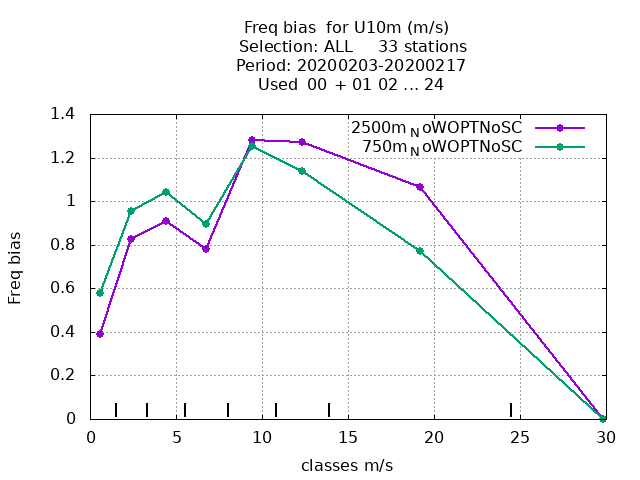 Freq bias  for U10m (m/s)
Selection: ALL     33 stations
Period: 20200203-20200217
Used  00  + 01 02 ... 24
2500m_NoWOPTNoSC
750m_NoWOPTNoSC
Freq bias
1.4
1.2
1
0.8
0.6
0.4
0.2
0
0 5 10 15 20 25 30
classes m/s